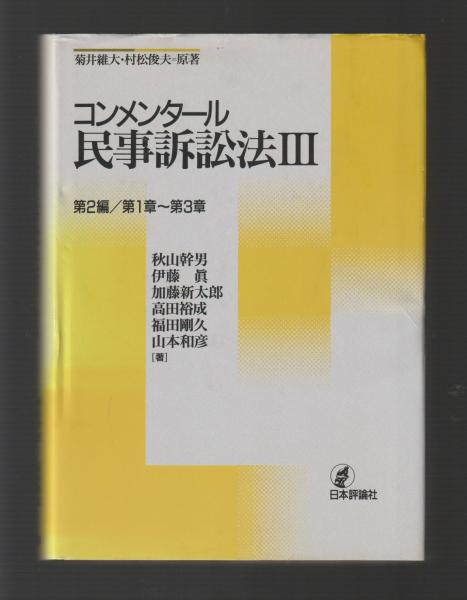 菊井維大・村松俊夫=原著
コンメンタール
民事訴訟法III
第2編／第1章〜第3章
秋山幹男
伊藤 眞
加藤新太郎
高田裕成
福田剛久
山本和彦
[著]
日本評論社